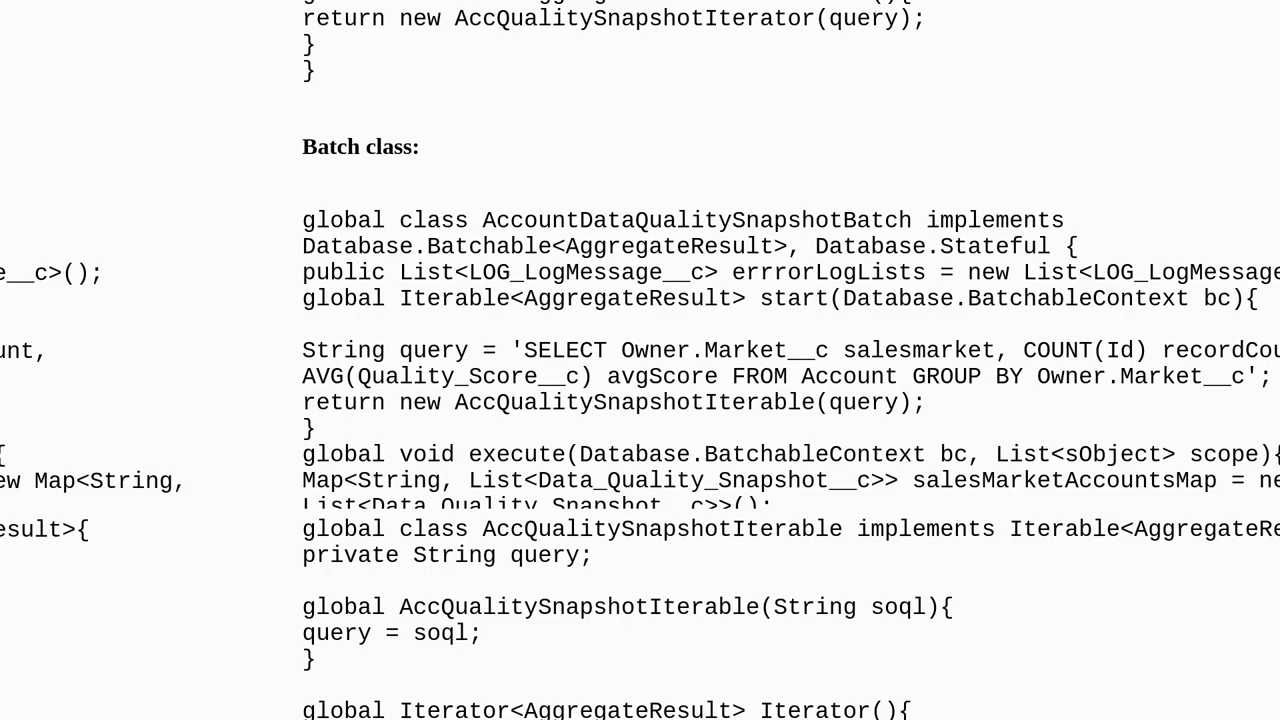 return new AccQualitySnapshotIterator(query);
}
}
Batch class:
global class AccountDataQualitySnapshotBatch implements
Database.Batchable<AggregateResult>, Database.Stateful {
e__c>();
public List<LOG_LogMessage__c> errrorLogLists = new List<LOG_LogMessage
global Iterable<AggregateResult> start(Database.BatchableContext bc){
unt,
String query = 'SELECT Owner.Market__c salesmarket, COUNT(Id) recordCou
AVG(Quality_Score__c) avgScore FROM Account GROUP BY Owner.Market__c';
return new AccQualitySnapshotIterable(query);
}
{
global void execute(Database.BatchableContext bc, List<sObject> scope){
ew Map<String,
Map<String, List<Data_Quality_Snapshot__c>> salesMarketAccountsMap = ne
List<Data_Quality_Snapshot__c>>();
esult>{
global class AccQualitySnapshotIterable implements Iterable<AggregateRe
private String query;
global AccQualitySnapshotIterable(String soql){
query = soql;
}
global Iterator<AggregateResult> Iterator(){